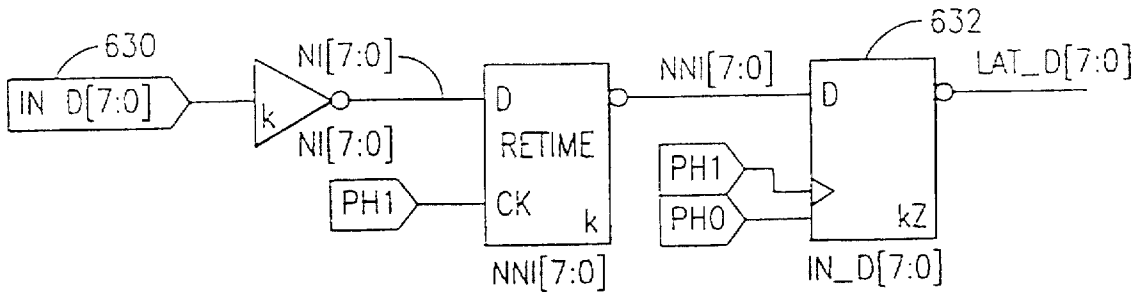 630
632
IN D[7:0]
k
NI[7:0]
NI[7:0]
D
RETIME
CK
k
PH1
NNI[7:0]
NNI[7:0]
D
PH1
PH0
kZ
IN_D[7:0]
LAT_D[7:0]